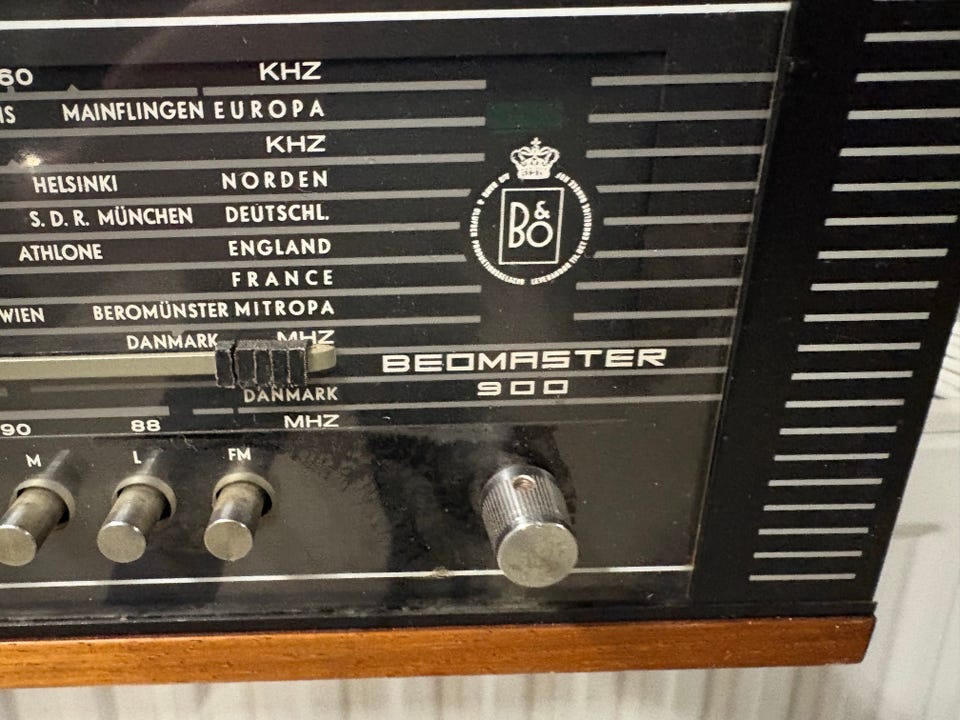 60 KHZ
IS MAINFLINGEN EUROPA
KHZ
HELSINKI NORDEN
S.D.R. MÜNCHEN DEUTSCHL.
ATHLONE ENGLAND
FRANCE
WIEN BEROMÜNSTER MITROPA
DANMARK MHZ
DANMARK
90 88 MHZ
M L FM
B&O
BEOMASTER
900